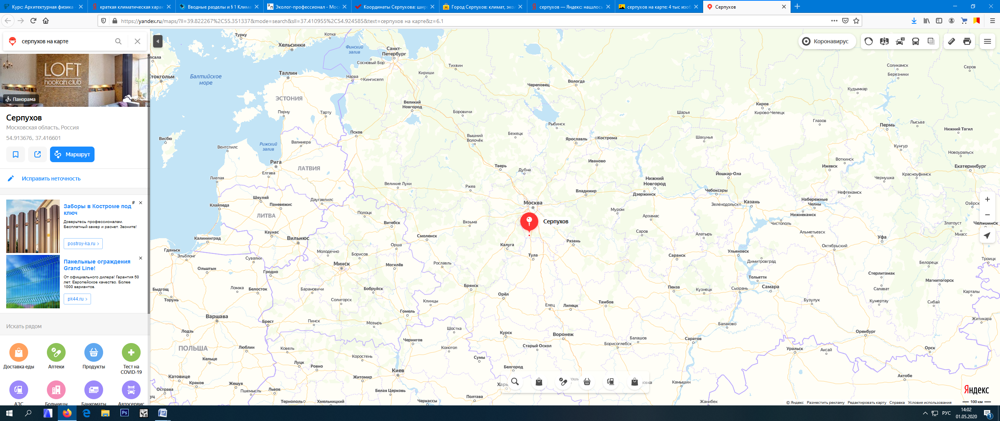 Курс: Архитектурная физика -
краткая климатическая харак
Вводные разделы и § 1 Клима
Эколог-профессионал - Мос
Координаты Серпухова: шир
Город Серпухов: климат, эко
серпухов — Яндекс: нашлось
серпухов на карте: 4 тыс изоб
Серпухов
https://yandex.ru/maps/?ll=39.822267%2C55.351337&mode=search&sll=37.410955%2C54.924585&text=серпухов на карте&z=6.1
серпухов на карте
LOFT
hookah club
Панорама
Серпухов
Московская область, Россия
54.913676, 37.416601
Маршрут
Исправить неточность
Заборы в Костроме под
ключ
Доверьтесь профессионалам.
Бесплатный замер и расчет. Звоните!
postroy-ka.ru
Панельные ограждения
Grand Line!
От официального дилера! Гарантия 50
лет. Европейское качество. Более
1000 вариантов.
pk44.ru
Искать рядом
Доставка еды
Аптеки
Продукты
Тест на
COVID-19
АЗС
Больницы
Банкоматы
Автосервис
Коронавирус
Турку
Хельсинки
Котка
Финский
залив
Санкт-
Петербург
Сосновый Бор
Тихвин
Кириши
Соликамск
Березники
Серов
Стокгольм
Балтийское
море
Таллин
Нарва
Кингисепп
Череповец
Вологда
Кудымкар
ЭСТОНИЯ
Великий
Новгород
Киров
Кирово-Чепецк
Пярну
Тарту
Боровичи
Шарья
Глазов
Лысьва
Пермь
Нижний Тагил
Рыбинск
Псков
Вышний
Волочёк
Бежецк
Ярославль
Кострома
Шахунья
Висбю
Рижский
залив
Валмиера
Вентспилс
Кунгур
Новоуральск
Рига
ЛАТВИЯ
Елгава
Тверь
Дубна
Иваново
Воткинск
Ижевск
Йошкар-Ола
Красноуфимск
Екатеринбург
Чернушка
Лиепая
Великие Луки
Ржев
Нижний
Новгород
Дзержинск
Владимир
Чебоксары
Нефтекамск
Шяуляй
Паневежис
Даугавпилс
Клайпеда
Москва
Зеленодольск
Казань
Набережные
Челны
Озёрск
ЛИТВА
Полоцк
Муром
Арзамас
Нижнекамск
Витебск
Вязьма
Серпухов
Чистополь
Златоуст
Челябинск
Миасс
Каунас
Вильнюс
Калининград
Смоленск
Саров
Алатырь
Альметьевск
Уфа
Гданьск
Эльблонг
Сувалки
Молодечно
Борисов
Орша
Калуга
Рязань
Тула
Саранск
Ульяновск
Димитровград
Октябрьский
Троицк
Белорецк
Ольштын
Гродно
Минск
Могилёв
Рославль
Стерлитамак
Магнитогорск
Тольятти
Быдгощ
Торунь
Ломжа
Белосток
Барановичи
Бобруйск
Брянск
Орёл
Пенза
Кузнецк
Сызрань
Самара
Салават
Карталы
Солигорск
Клинцы
Елец
Липецк
Тамбов
Бузулук
Кумертау
Сибай
Варшава
Брест
Пинск
Мозырь
Гомель
Балаково
Житикара
Лодзь
Шостка
Курск
Воронеж
Балашов
Саратов
Оренбург
ПОЛЬША
Люблин
Ковель
Чернигов
Конотоп
Старый Оскол
Борисоглебск
Уральск
Аксай
Орск
Кельце
Луцк
Ровно
Коростень
Сумы
Белгород
Киев
Катовице
Краков
Жешув
Житомир
Камышин
Актобе
Острава
Пшемысль
Львов
Белая Церковь
Полтава
Тернополь
Хмельницкий
Черкассы
Жанибек
Яндекс
© Яндекс Разместить рекламу Редактировать карту Справка Условия использования
100 км
РУС
14:02
01.05.2020